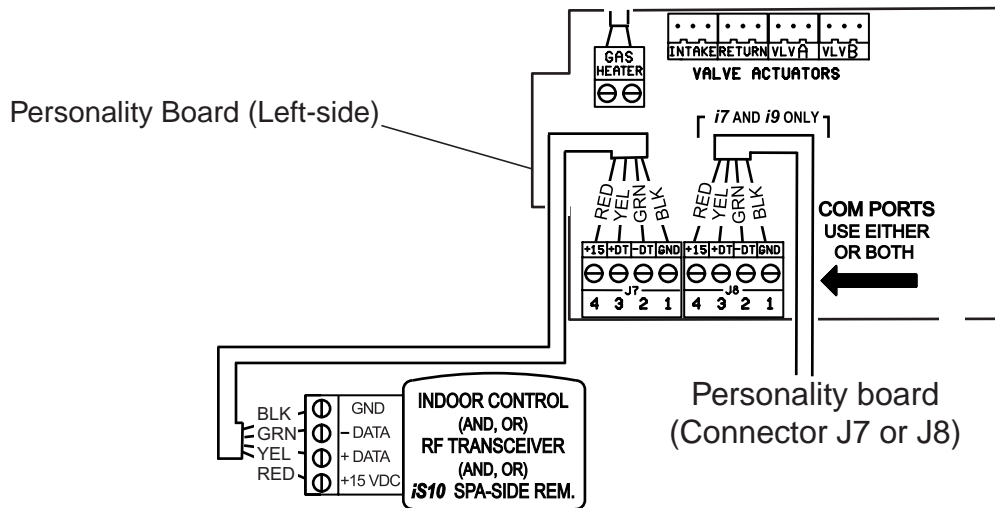 GAS
HEATER
INTAKE RETURN VLVA VLVB
VALVE ACTUATORS
Personality Board (Left-side)
i7 AND i9 ONLY
RED YEL GRN BLK
RED YEL GRN BLK
COM PORTS
USE EITHER
OR BOTH
+15 +DT -DT GND
+15 +DT -DT GND
J7
J8
4 3 2 1
4 3 2 1
Personality board
(Connector J7 or J8)
BLK GND
GRN – DATA
YEL + DATA
RED +15 VDC
INDOOR CONTROL
(AND, OR)
RF TRANSCEIVER
(AND, OR)
iS10 SPA-SIDE REM.